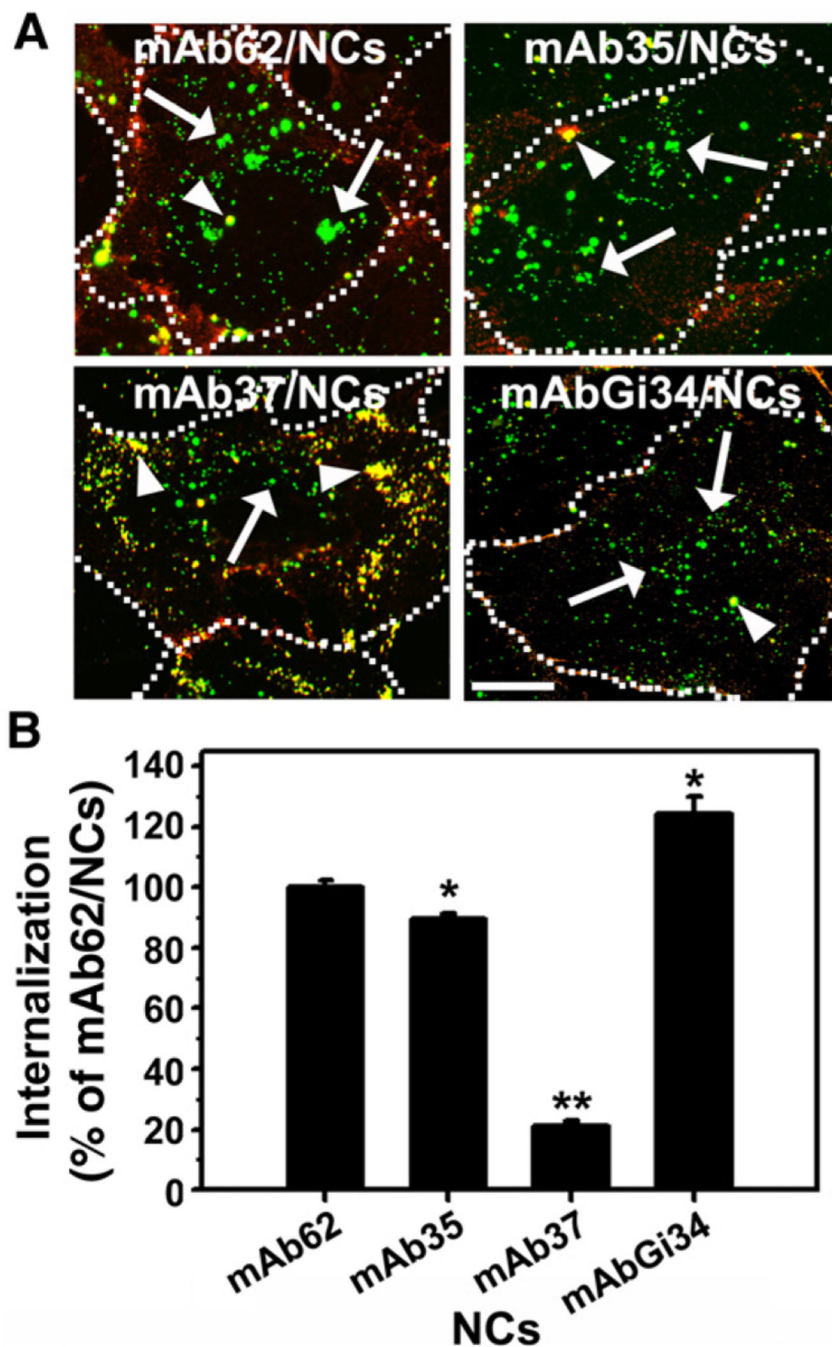 A
mAb62/NCs
mAb35/NCs
mAb37/NCs
mAbGi34/NCs
B
Internalization
(% of mAb62/NCs)
140
120
100
80
60
40
20
0
*
*
**
*
mAb62
mAb35
mAb37
mAbGi34
NCs